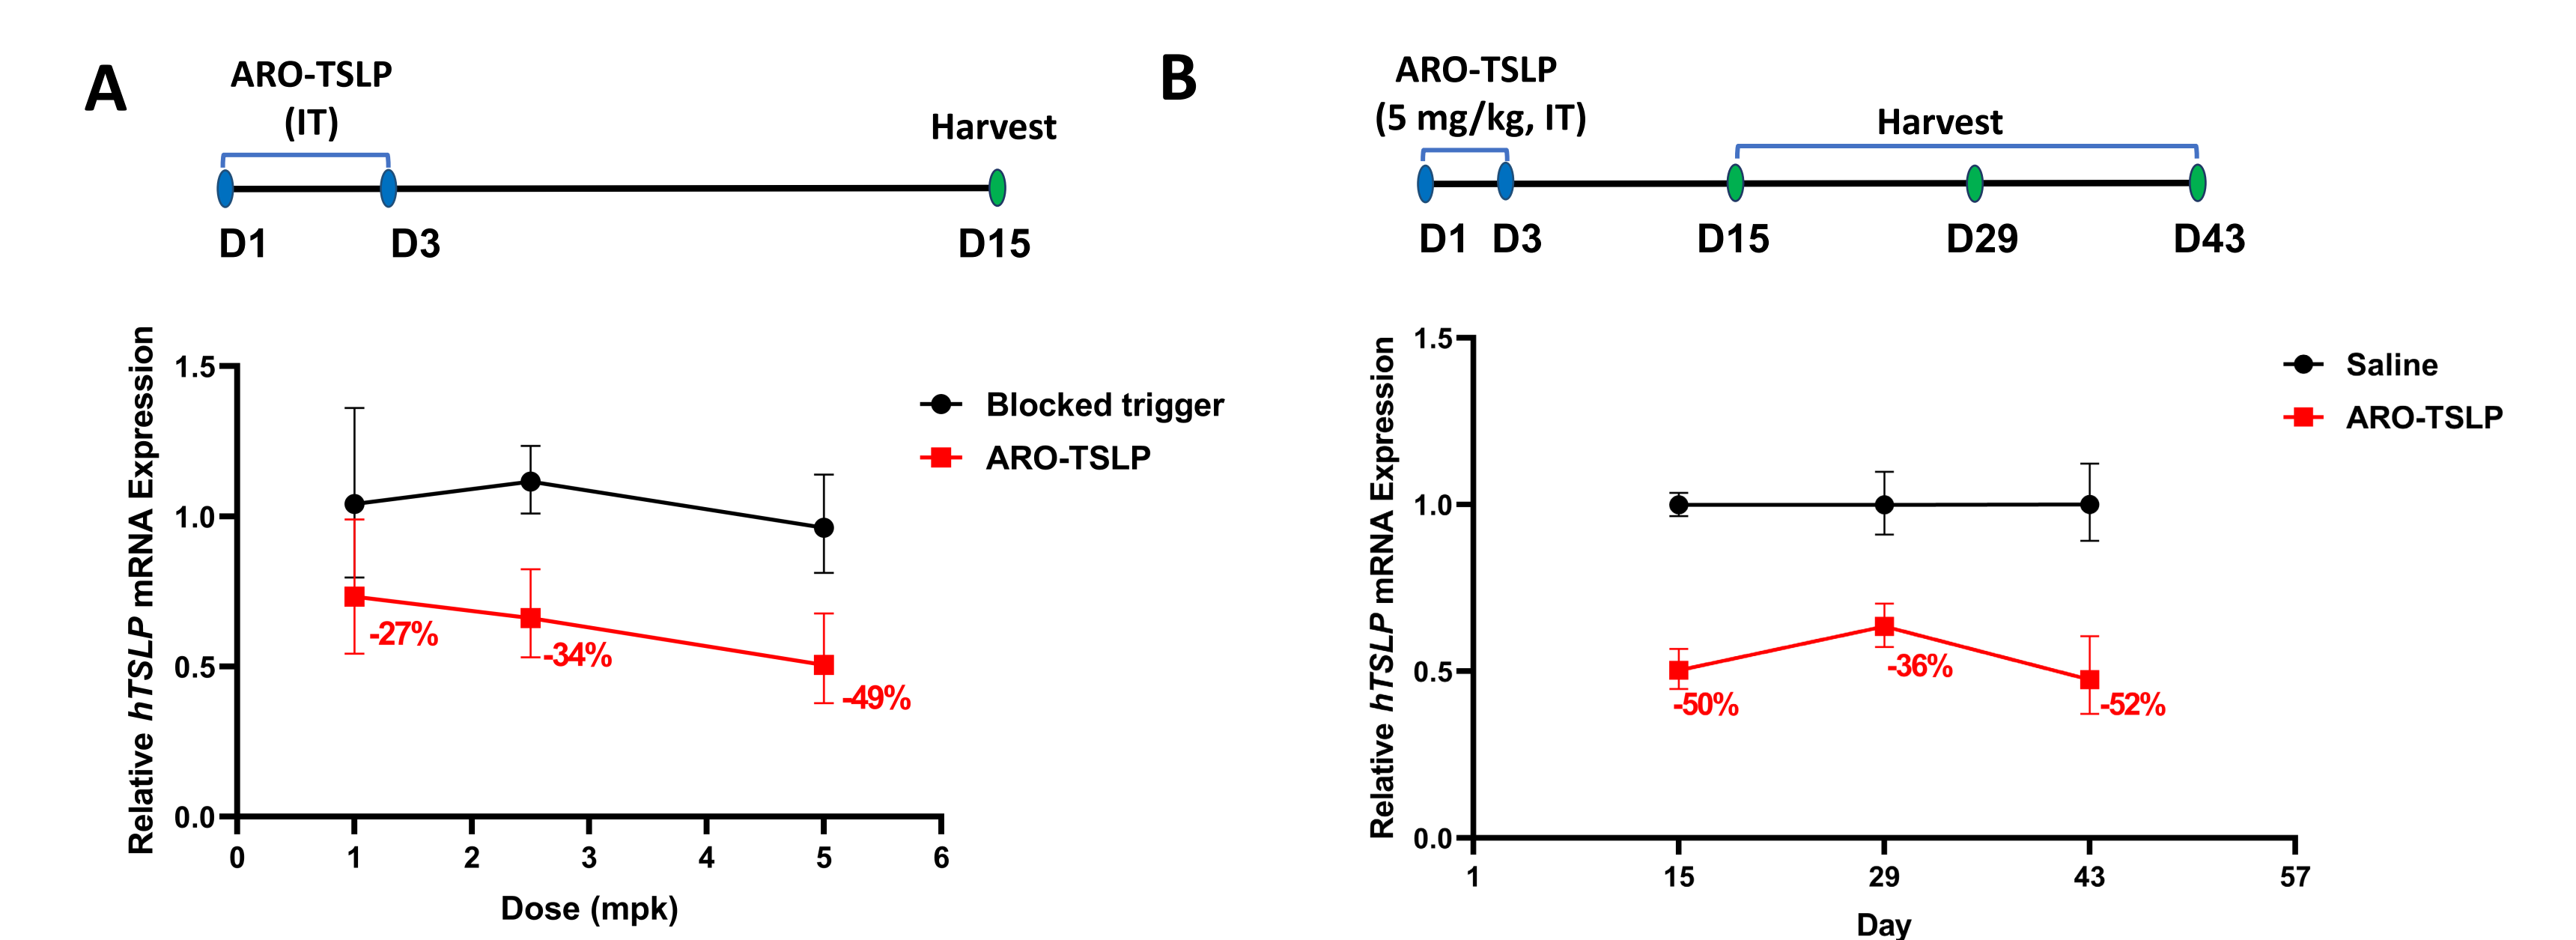 A
ARO-TSLP
(IT)
Harvest
D1
D3
D15
Relative hTSLP mRNA Expression
1.5
1.0
0.5
0.0
0
1
2
3
4
5
6
Dose (mpk)
-27%
-34%
-49%
Blocked trigger
ARO-TSLP
B
ARO-TSLP
(5 mg/kg, IT)
Harvest
D1
D3
D15
D29
D43
Relative hTSLP mRNA Expression
1.5
1.0
0.5
0.0
1
15
29
43
57
Day
-50%
-36%
-52%
Saline
ARO-TSLP